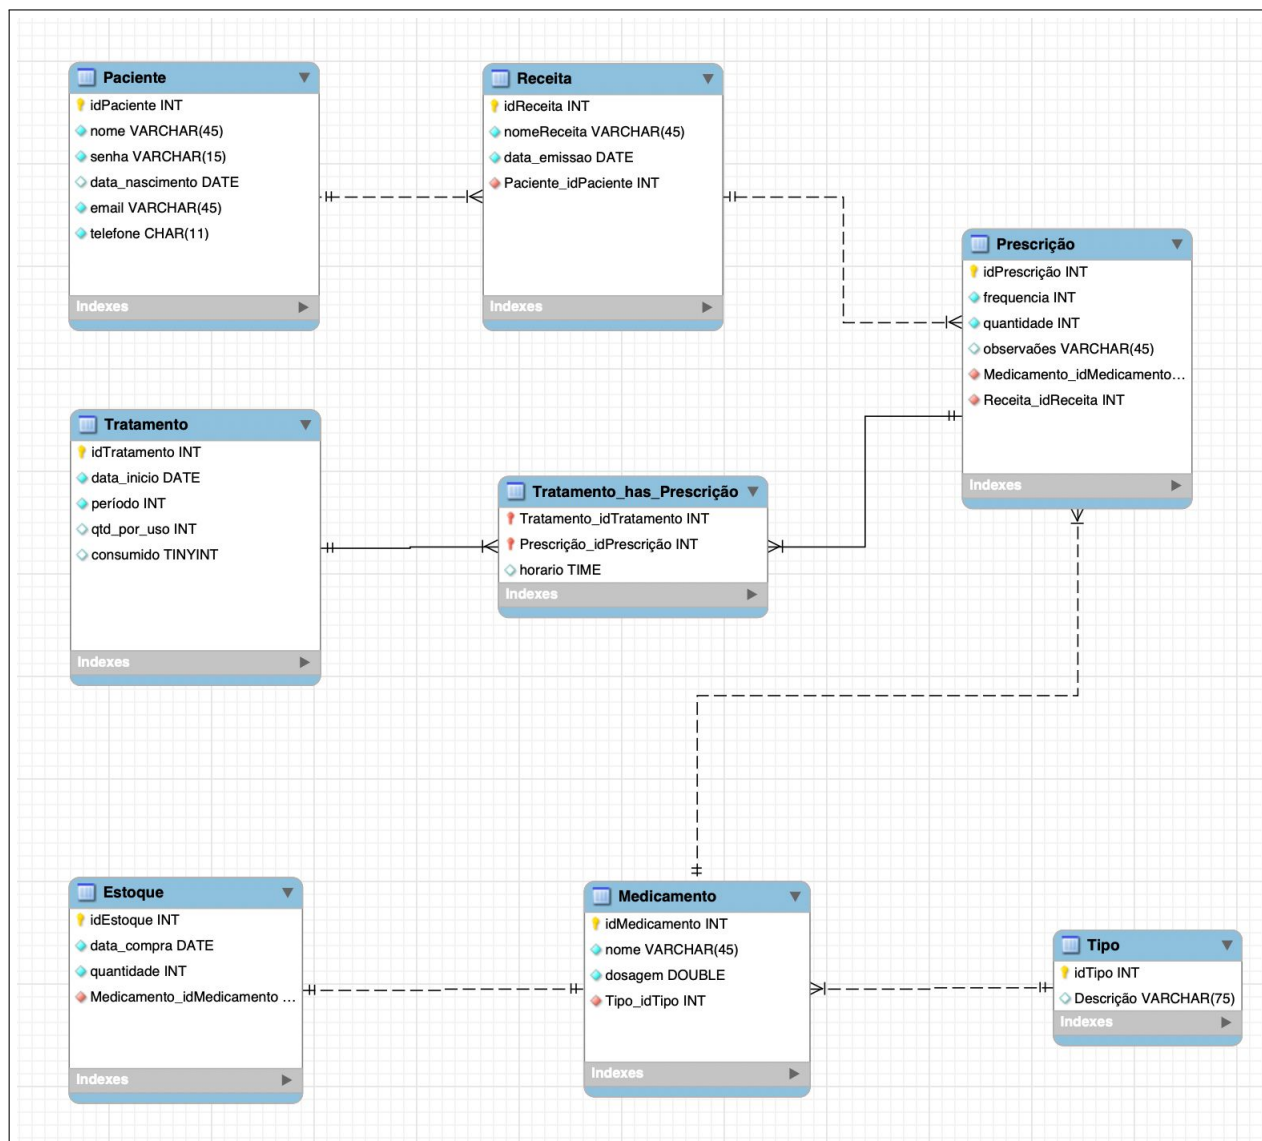 Paciente
idPaciente INT
nome VARCHAR(45)
senha VARCHAR(15)
data_nascimento DATE
email VARCHAR(45)
telefone CHAR(11)
Indexes
Receita
idReceita INT
nomeReceita VARCHAR(45)
data_emissao DATE
Paciente_idPaciente INT
Indexes
Prescrição
idPrescrição INT
frequencia INT
quantidade INT
observaões VARCHAR(45)
Medicamento_idMedicamento...
Receita_idReceita INT
Indexes
Tratamento
idTratamento INT
data_inicio DATE
período INT
qtd_por_uso INT
consumido TINYINT
Indexes
Tratamento_has_Prescrição
Tratamento_idTratamento INT
Prescrição_idPrescrição INT
horario TIME
Indexes
Estoque
idEstoque INT
data_compra DATE
quantidade INT
Medicamento_idMedicamento ...
Indexes
Medicamento
idMedicamento INT
nome VARCHAR(45)
dosagem DOUBLE
Tipo_idTipo INT
Indexes
Tipo
idTipo INT
Descrição VARCHAR(75)
Indexes